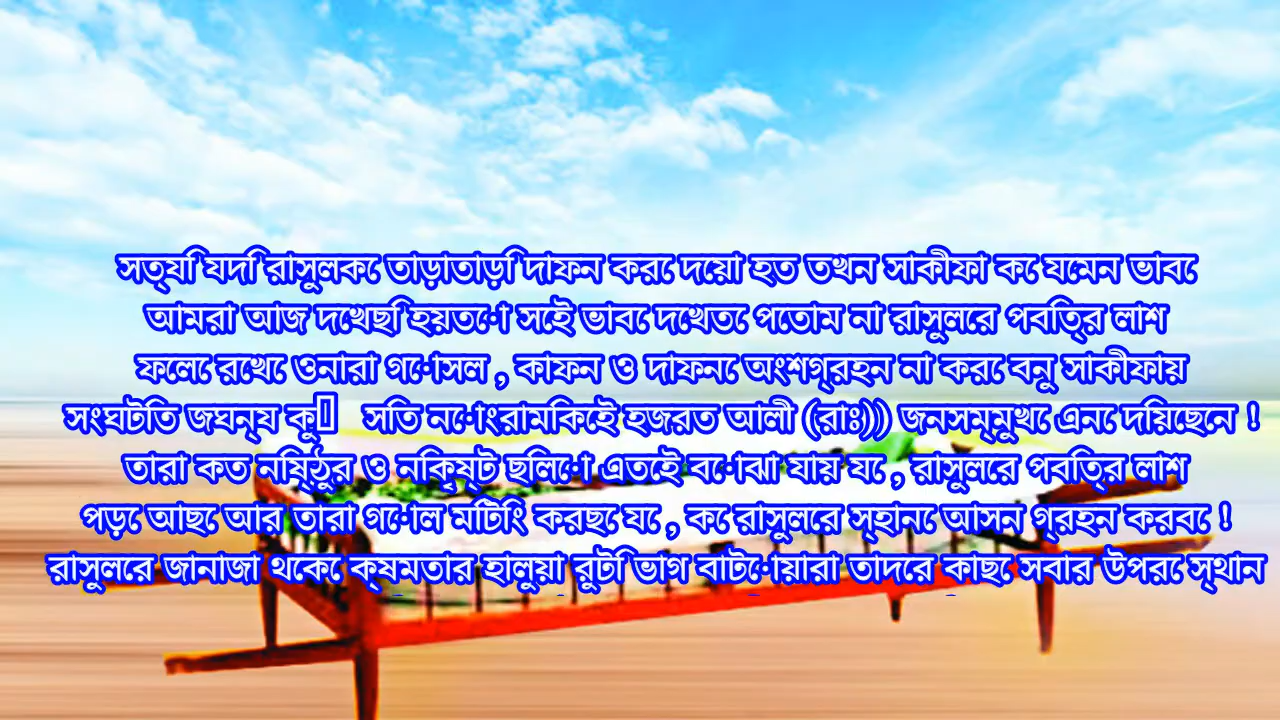 সত্যি যদি রাসুলকে তাড়াতাড়ি দাফন করে দেয়া হত তখন সাকীফা কে যেমন ভাবে
আমরা আজ দেখেছি হয়তো সেই ভাবে দেখতে পেতাম না রাসুলের পবিত্র লাশ
ফেলে রেখে ওনারা গোসল , কাফন ও দাফনে অংশগ্রহন না করে বনু সাকীফায়
সংঘটিত জঘন্য কু সিত নোংরামিকেই হজরত আলী (রাঃ)) জনসম্মুখে এনে দিয়েছেন !
তারা কত নিষ্ঠুর ও নিকৃষ্ট ছিলো এতেই বোঝা যায় যে , রাসুলের পবিত্র লাশ
পড়ে আছে আর তারা গোল মিটিং করছে যে , কে রাসুলের স্হানে আসন গ্রহন করবে !
রাসুলের জানাজা থেকে ক্ষমতার হালুয়া রুটি ভাগ বাটোয়ারা তাদের কাছে সবার উপরে স্থান